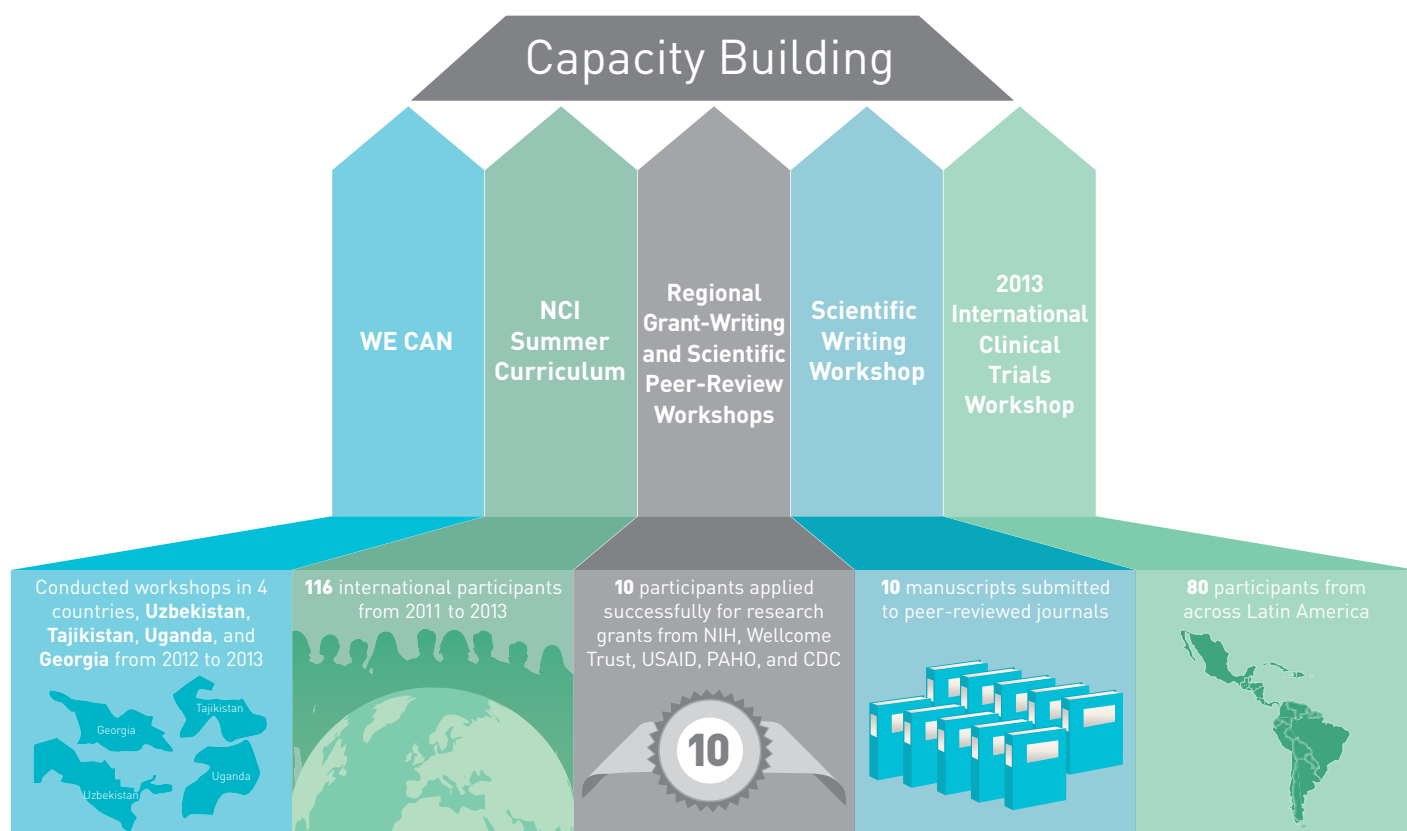 Capacity Building
WE CAN
NCI
Summer
Curriculum
Regional
Grant-Writing
and Scientific
Peer-Review
Workshops
Scientific
Writing
Workshop
2013
International
Clinical
Trials
Workshop
Conducted workshops in 4
countries, Uzbekistan,
Tajikistan, Uganda, and
Georgia from 2012 to 2013
Tajikistan
Georgia
Uganda
Uzbekistan
116 international participants
from 2011 to 2013
10 participants applied
successfully for research
grants from NIH, Wellcome
Trust, USAID, PAHO, and CDC
10
10 manuscripts submitted
to peer-reviewed journals
80 participants from
across Latin America